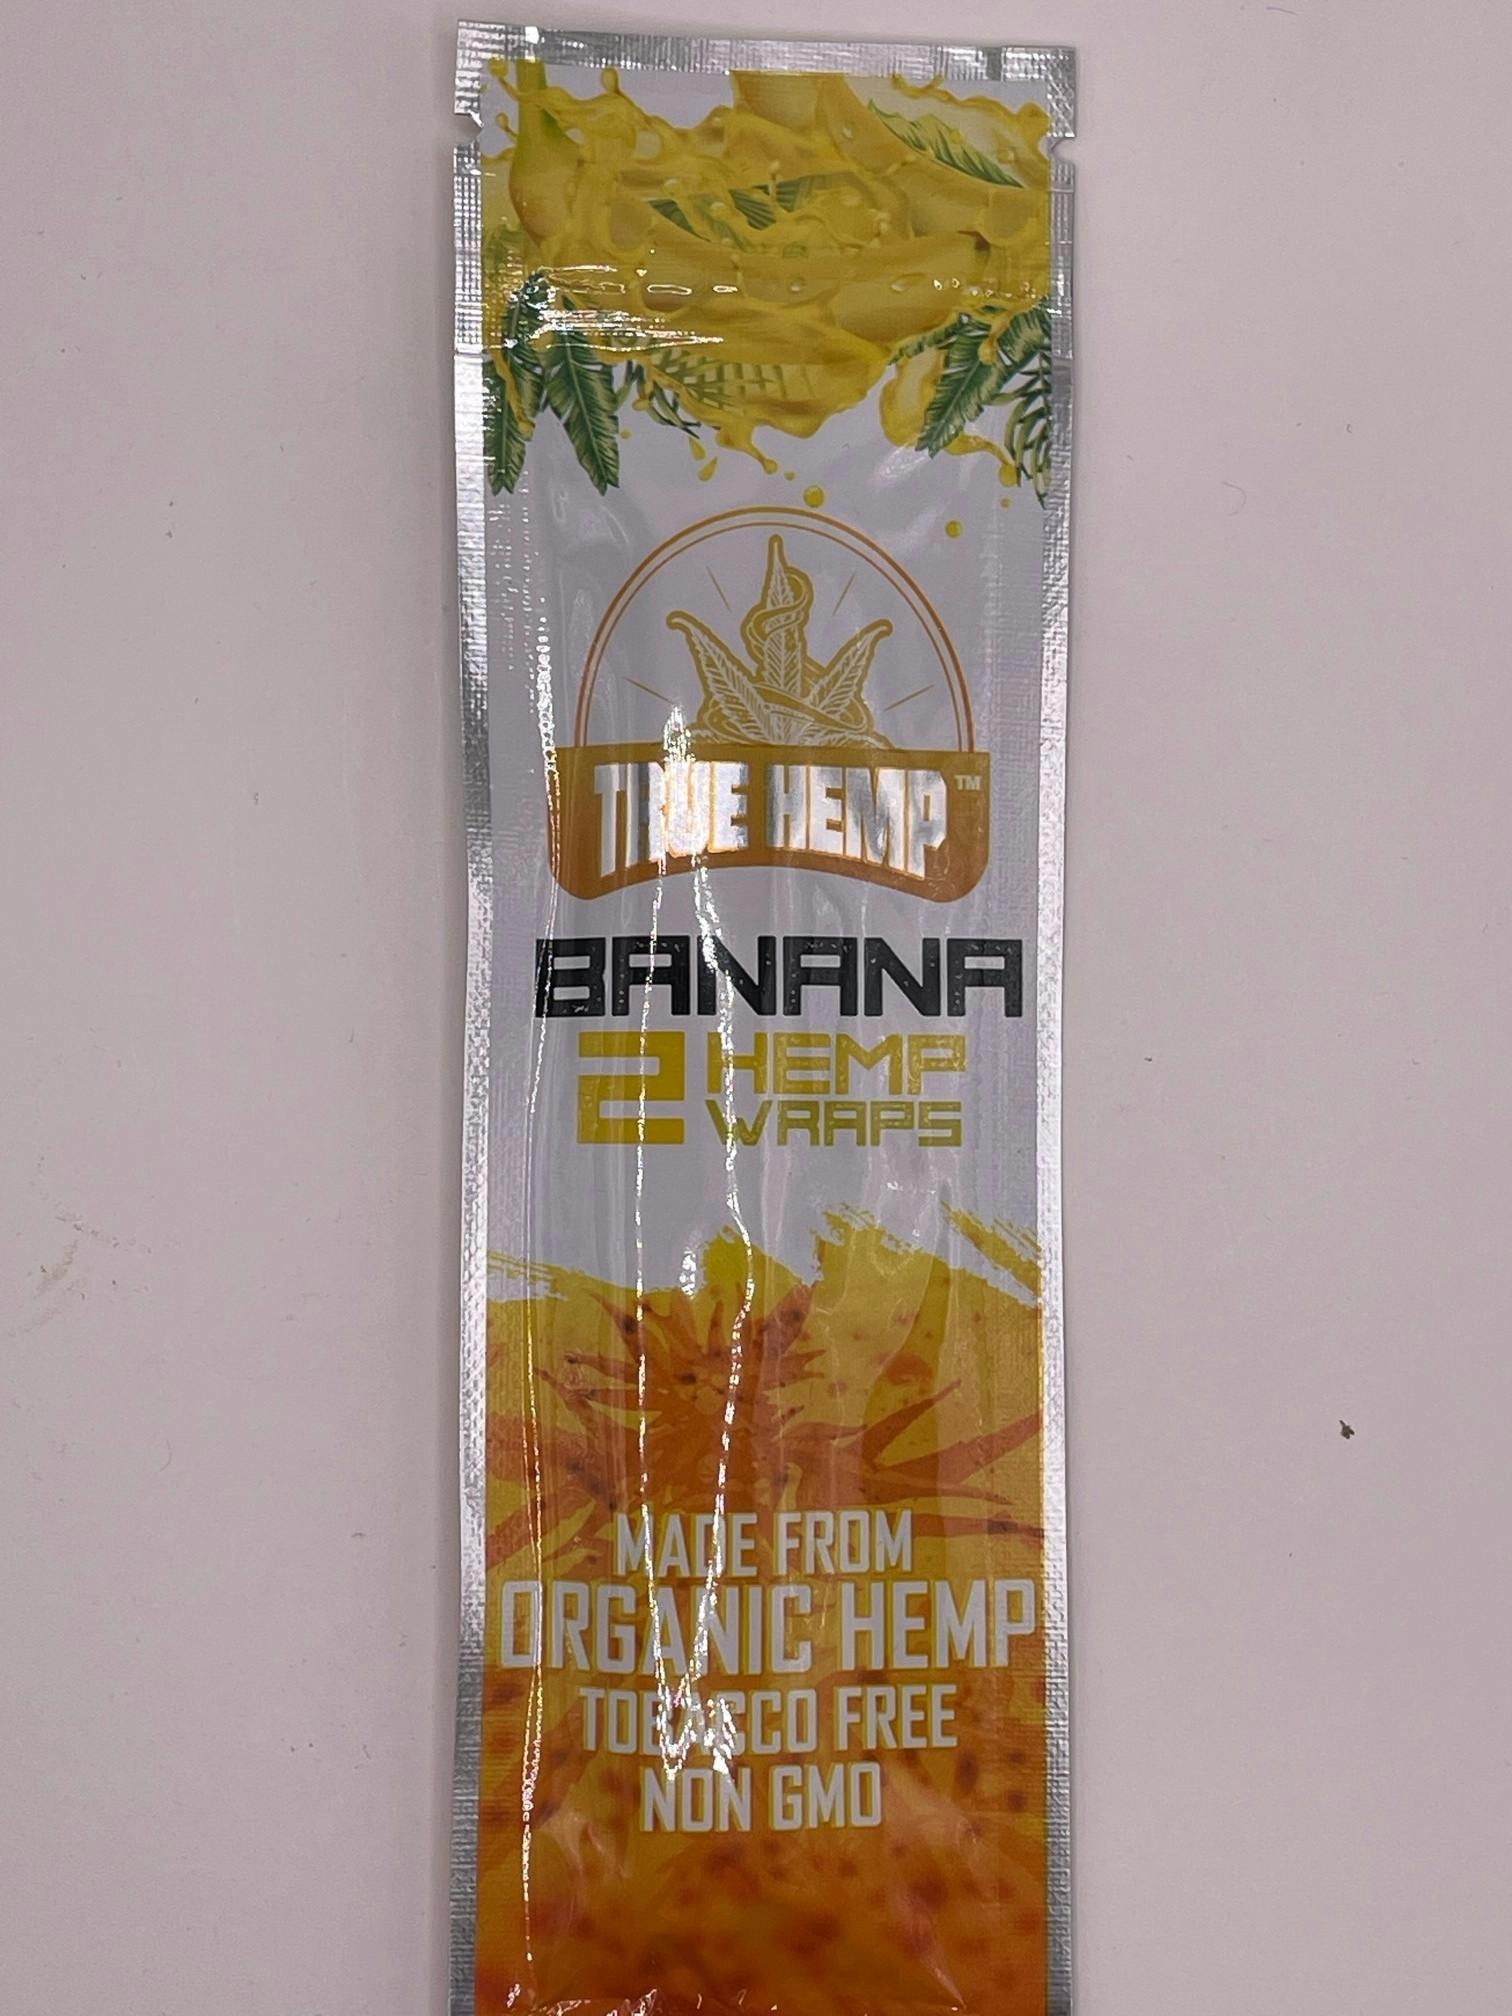 TRUE HEMP™
BANANA
2 HEMP
WRAPS
MADE FROM
ORGANIC HEMP
TOBACCO FREE
NON GMO